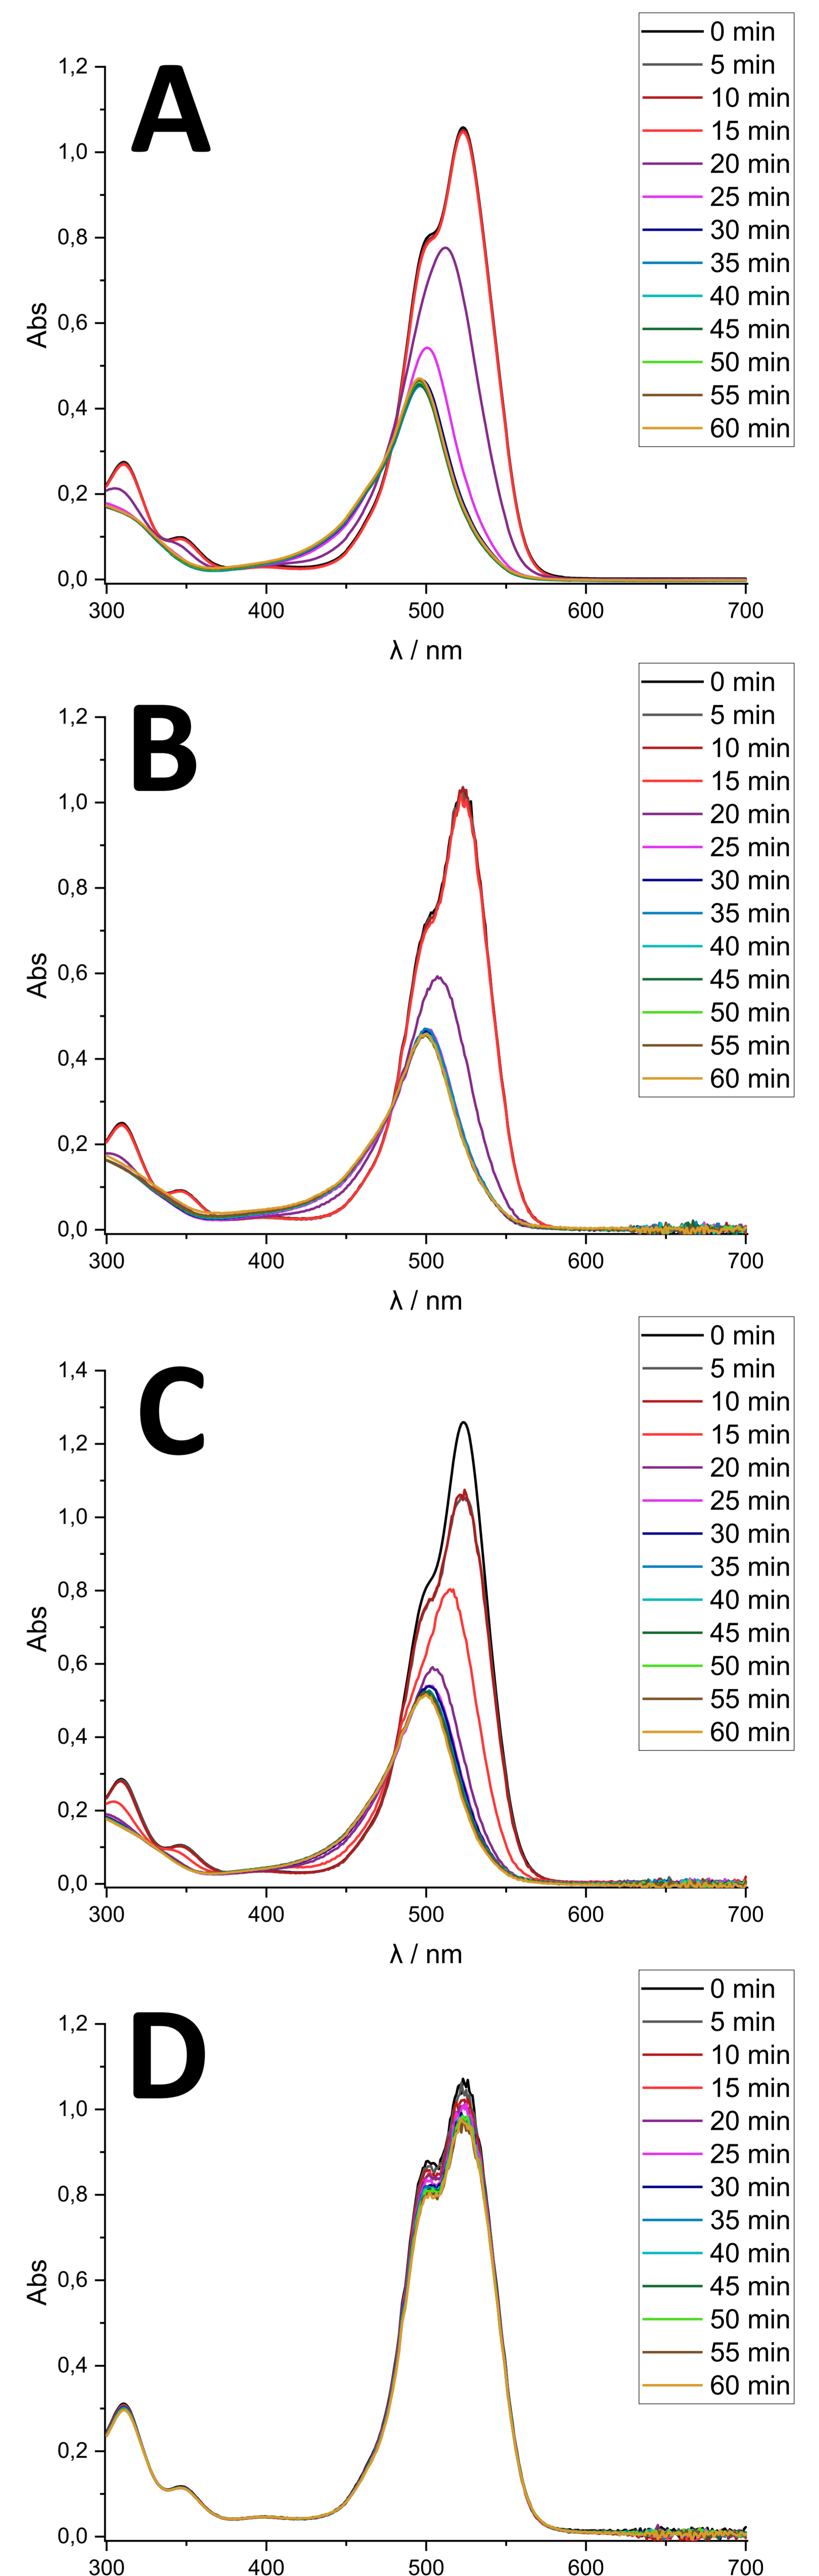 A
0 min
5 min
10 min
15 min
20 min
25 min
30 min
35 min
40 min
45 min
50 min
55 min
60 min
1,2
1,0
0,8
0,6
0,4
0,2
0,0
Abs
300 400 500 600 700
λ / nm
B
0 min
5 min
10 min
15 min
20 min
25 min
30 min
35 min
40 min
45 min
50 min
55 min
60 min
1,2
1,0
0,8
0,6
0,4
0,2
0,0
Abs
300 400 500 600 700
λ / nm
C
0 min
5 min
10 min
15 min
20 min
25 min
30 min
35 min
40 min
45 min
50 min
55 min
60 min
1,4
1,2
1,0
0,8
0,6
0,4
0,2
0,0
Abs
300 400 500 600 700
λ / nm
D
0 min
5 min
10 min
15 min
20 min
25 min
30 min
35 min
40 min
45 min
50 min
55 min
60 min
1,2
1,0
0,8
0,6
0,4
0,2
0,0
Abs
300 400 500 600 700